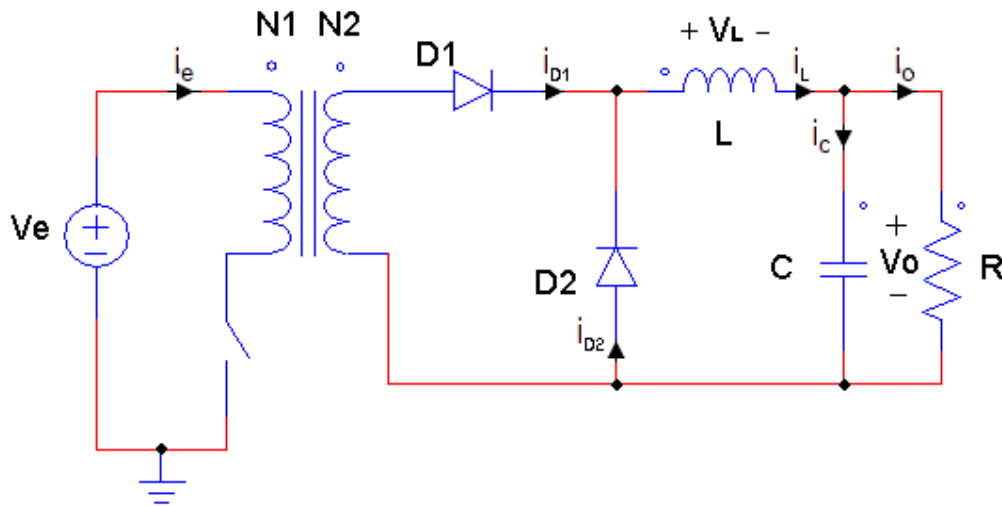 N1 N2
+ VL −
ie
D1
iD1
iL
io
L
ic
Ve
+
−
D2
C
+
Vo
−
R
iD2